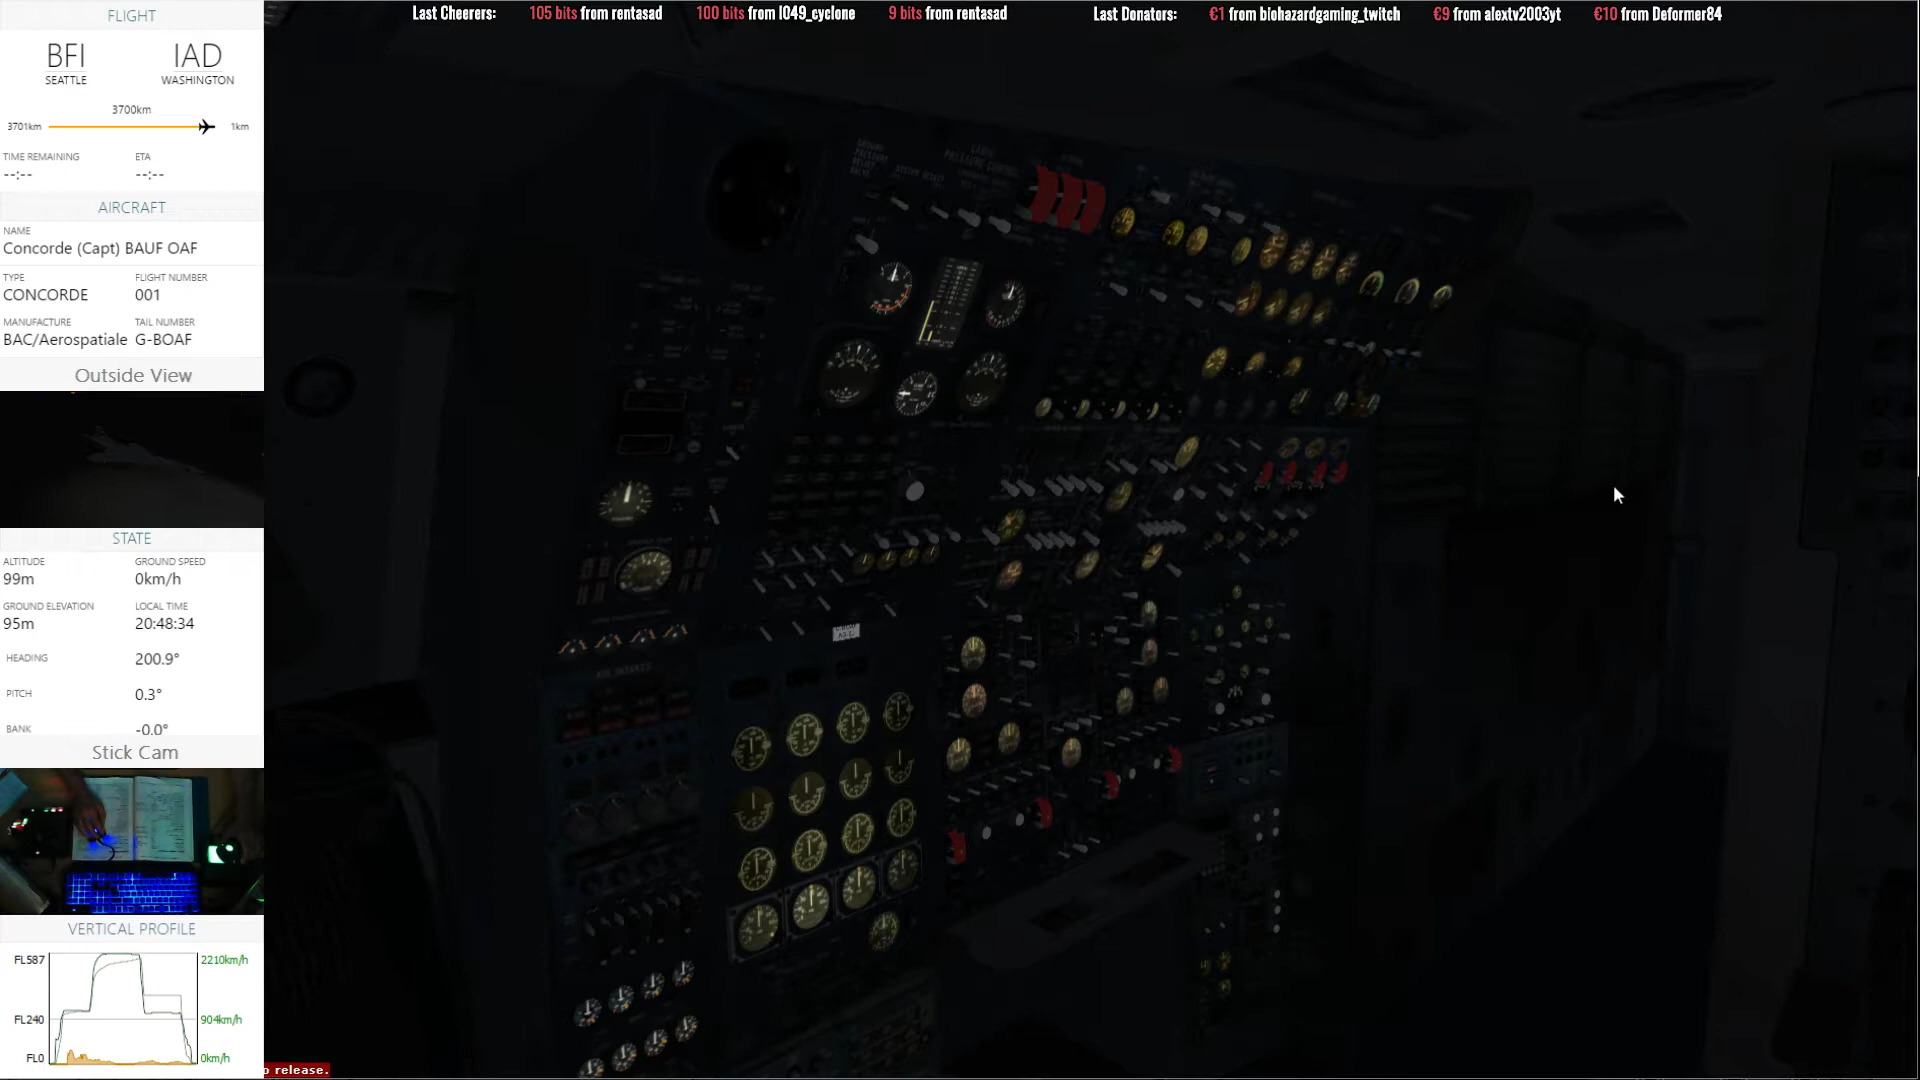 Last Cheerers: 105 bits from rentasad 100 bits from l049_cyclone 9 bits from rentasad Last Donators: €1 from biohazardgaming_twitch €9 from alextv2003yt €10 from Deformer84
FLIGHT
BFI IAD
SEATTLE WASHINGTON
3700km
3701km 1km
TIME REMAINING ETA
--:-- --:--
AIRCRAFT
NAME
Concorde (Capt) BAUF OAF
TYPE FLIGHT NUMBER
CONCORDE 001
MANUFACTURE TAIL NUMBER
BAC/Aerospatiale G-BOAF
Outside View
STATE
ALTITUDE GROUND SPEED
99m 0km/h
GROUND ELEVATION LOCAL TIME
95m 20:48:34
HEADING 200.9°
PITCH 0.3°
BANK -0.0°
Stick Cam
VERTICAL PROFILE
FL587 2210km/h
FL240 904km/h
FL0 0km/h
release.